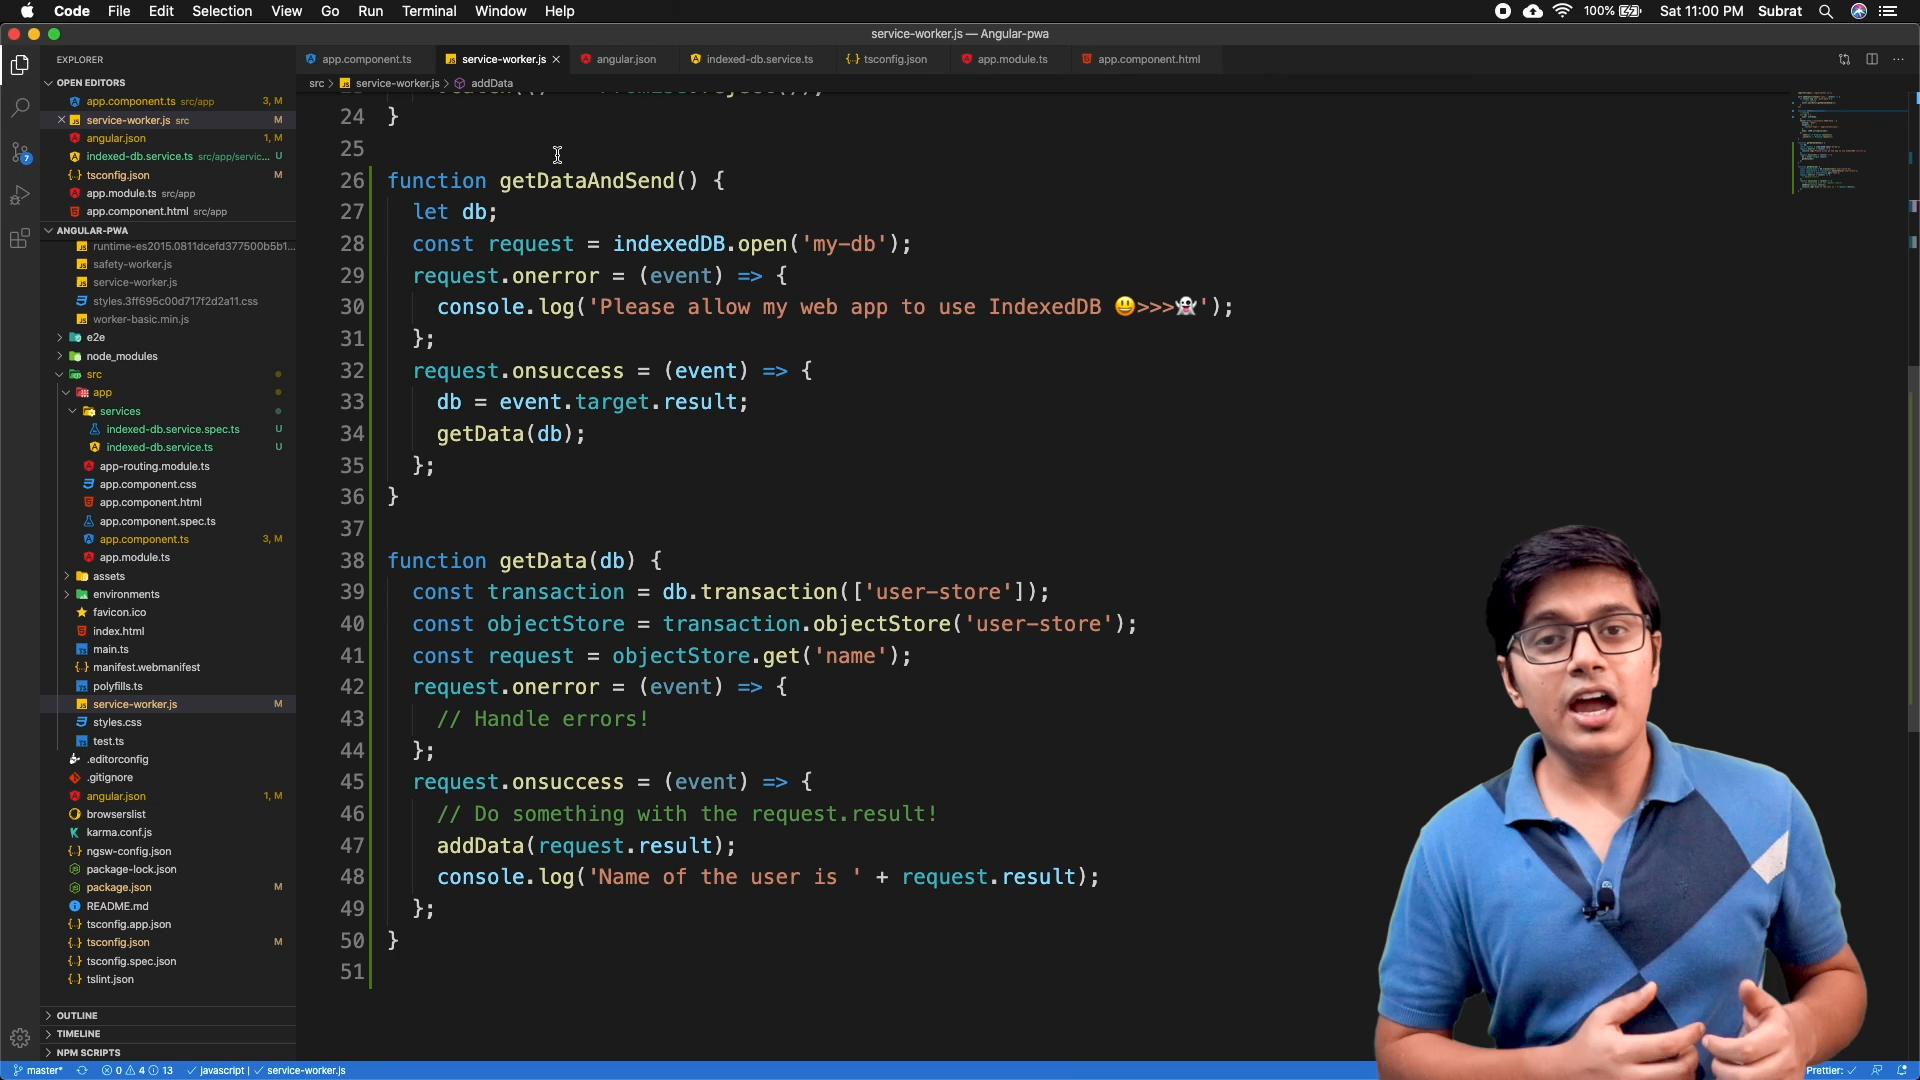 Code File Edit Selection View Go Run Terminal Window Help 100% Sat 11:00 PM Subrat
service-worker.js — Angular-pwa
EXPLORER
OPEN EDITORS
app.component.ts src/app 3, M
service-worker.js src M
angular.json 1, M
indexed-db.service.ts src/app/servic... U
tsconfig.json M
app.module.ts src/app
app.component.html src/app
ANGULAR-PWA
runtime-es2015.0811dcefd377500b5b1...
safety-worker.js
service-worker.js
styles.3ff695c00d717f2d2a11.css
worker-basic.min.js
e2e
node_modules
src
app
services
indexed-db.service.spec.ts U
indexed-db.service.ts U
app-routing.module.ts
app.component.css
app.component.html
app.component.spec.ts
app.component.ts 3, M
app.module.ts
assets
environments
favicon.ico
index.html
main.ts
manifest.webmanifest
polyfills.ts
service-worker.js M
styles.css
test.ts
.editorconfig
.gitignore
angular.json 1, M
browserslist
karma.conf.js
ngsw-config.json
package-lock.json
package.json M
README.md
tsconfig.app.json
tsconfig.json M
tsconfig.spec.json
tslint.json
OUTLINE
TIMELINE
NPM SCRIPTS
app.component.ts service-worker.js angular.json indexed-db.service.ts tsconfig.json app.module.ts app.component.html
src > service-worker.js > addData
24 }
25
26 function getDataAndSend() {
27 let db;
28 const request = indexedDB.open('my-db');
29 request.onerror = (event) => {
30 console.log('Please allow my web app to use IndexedDB 😃>>>👻');
31 };
32 request.onsuccess = (event) => {
33 db = event.target.result;
34 getData(db);
35 };
36 }
37
38 function getData(db) {
39 const transaction = db.transaction(['user-store']);
40 const objectStore = transaction.objectStore('user-store');
41 const request = objectStore.get('name');
42 request.onerror = (event) => {
43 // Handle errors!
44 };
45 request.onsuccess = (event) => {
46 // Do something with the request.result!
47 addData(request.result);
48 console.log('Name of the user is ' + request.result);
49 };
50 }
51
master* 0 4 13 javascript | service-worker.js Prettier: ✓